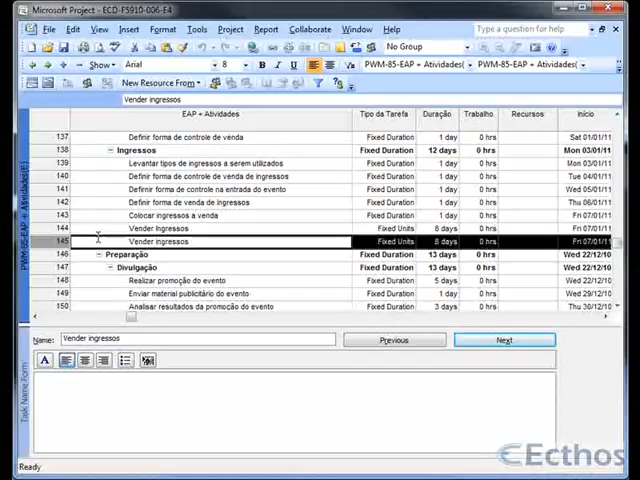 Microsoft Project - ECD-F5910-006-E4
File Edit View Insert Format Tools Project Report Collaborate Window Help Type a question for help
No Group
Show Arial 8 B I U PWM-85-EAP + Atividades( PWM-85-EAP + Atividades(E)
New Resource From
Vender ingressos
EAP + Atividades Tipo da Tarefa Duração Trabalho Recursos Início
137 Definir forma de controle de venda Fixed Duration 1 day 0 hrs Sat 01/01/11
138 Ingressos Fixed Duration 12 days 0 hrs Mon 03/01/11
139 Levantar tipos de ingressos a serem utilizados Fixed Duration 1 day 0 hrs Mon 03/01/11
140 Definir forma de controle de venda de ingressos Fixed Duration 1 day 0 hrs Tue 04/01/11
141 Definir forma de controle na entrada do evento Fixed Duration 1 day 0 hrs Wed 05/01/11
142 Definir forma de venda de ingressos Fixed Duration 2 days 0 hrs Wed 05/01/11
143 Colocar ingressos a venda Fixed Duration 1 day 0 hrs Fri 07/01/11
144 Vender Ingressos Fixed Units 8 days 0 hrs Fri 07/01/11
145 Vender ingressos Fixed Units 8 days 0 hrs Fri 07/01/11
146 Preparação Fixed Duration 13 days 0 hrs Wed 22/12/10
147 Divulgação Fixed Duration 13 days 0 hrs Wed 22/12/10
148 Realizar promoção do evento Fixed Duration 5 days 0 hrs Wed 22/12/10
149 Enviar material publicitário do evento Fixed Duration 1 day 0 hrs Wed 29/12/10
150 Analisar resultados da promoção do evento Fixed Duration 3 days 0 hrs Thu 30/12/10
PWM-85-EAP + Atividades(E)
Name: Vender ingressos Previous Next
Task Name Form
Ready
Ecthos